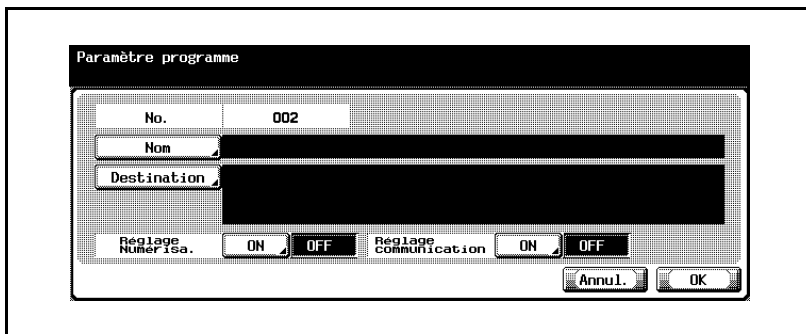 Paramètre programme
No. 002
Nom
Destination
Réglage Numérisa. ON OFF Réglage communication ON OFF
Annul. OK